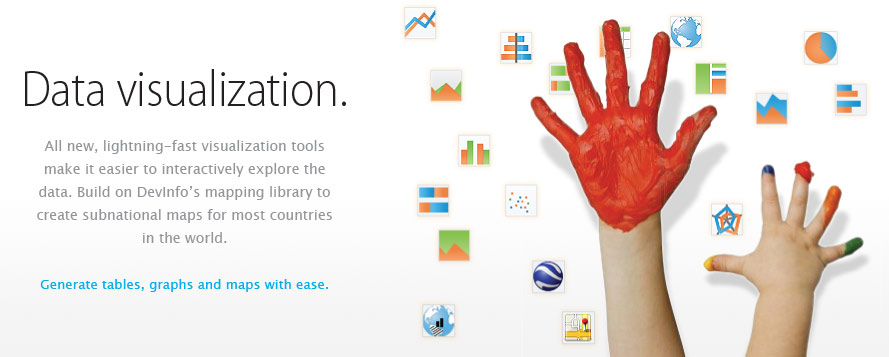 Data visualization.
All new, lightning-fast visualization tools
make it easier to interactively explore the
data. Build on DevInfo's mapping library to
create subnational maps for most countries
in the world.
Generate tables, graphs and maps with ease.